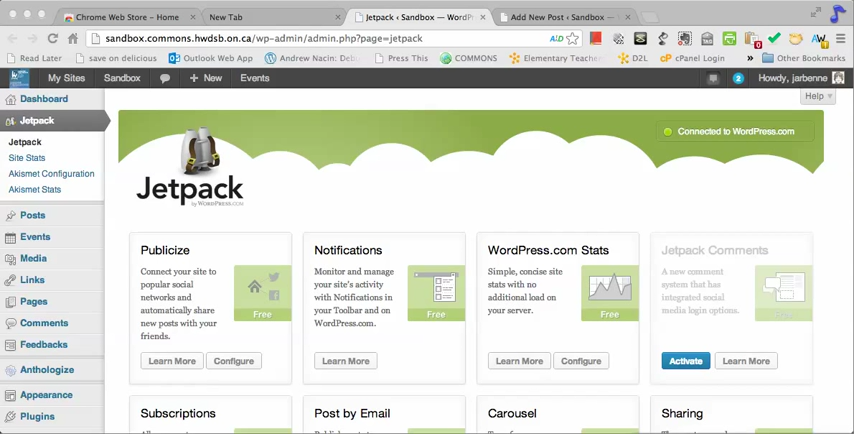 Chrome Web Store – Home
New Tab
Jetpack ‹ Sandbox — WordPr
Add New Post ‹ Sandbox —
sandbox.commons.hwdsb.on.ca/wp-admin/admin.php?page=jetpack
Read Later
save on delicious
Outlook Web App
Andrew Nacin: Debug
Press This
COMMONS
Elementary Teachers
D2L
cPanel Login
»
Other Bookmarks
My Sites
Sandbox
+ New
Events
2
Howdy, jarbenne
Help
Dashboard
Jetpack
Jetpack
Site Stats
Akismet Configuration
Akismet Stats
Posts
Events
Media
Links
Pages
Comments
Feedbacks
Anthologize
Appearance
Plugins
Connected to WordPress.com
Jetpack
by WORDPRESS.COM
Publicize
Connect your site to
popular social
networks and
automatically share
new posts with your
friends.
Free
Learn More
Configure
Notifications
Monitor and manage
your site's activity
with Notifications in
your Toolbar and on
WordPress.com.
Free
Learn More
WordPress.com Stats
Simple, concise site
stats with no
additional load on
your server.
Free
Learn More
Configure
Jetpack Comments
A new comment
system that has
integrated social
media login options.
Free
Activate
Learn More
Subscriptions
Post by Email
Carousel
Sharing